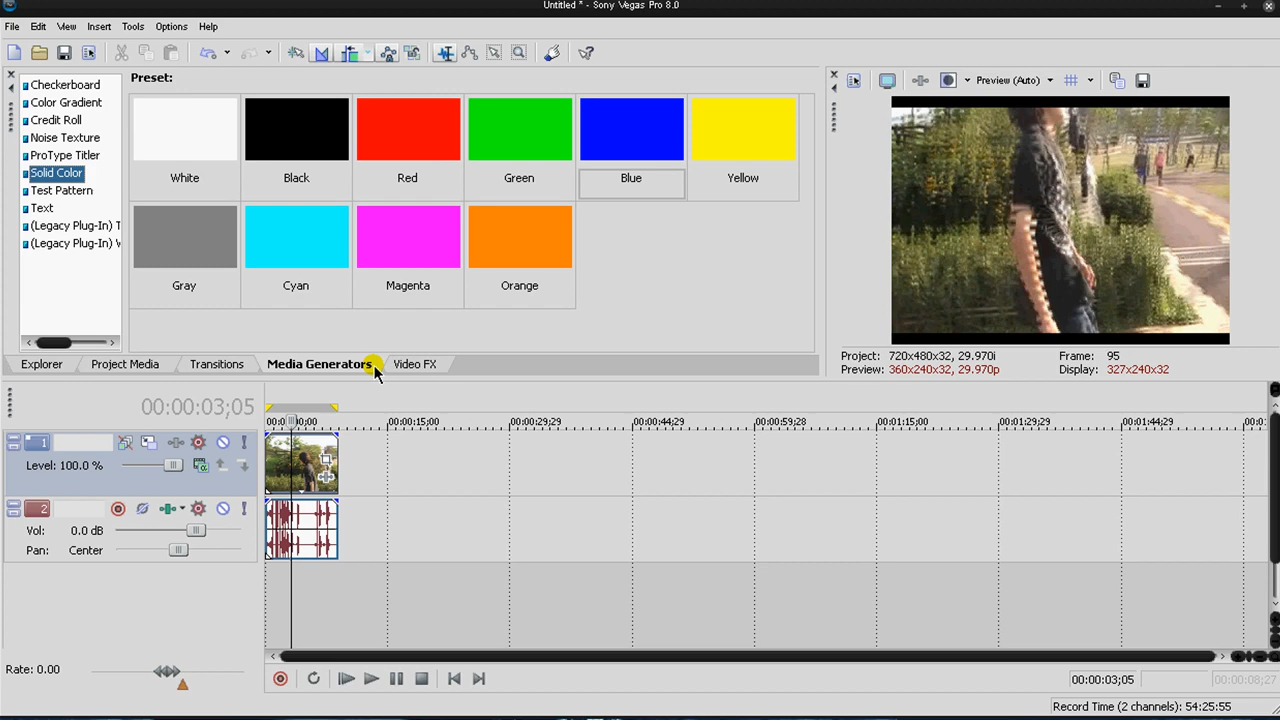 Untitled * - Sony Vegas Pro 8.0
File Edit View Insert Tools Options Help
Checkerboard
Color Gradient
Credit Roll
Noise Texture
ProType Titler
Solid Color
Test Pattern
Text
(Legacy Plug-In) T
(Legacy Plug-In) V
Preset:
White Black Red Green Blue Yellow
Gray Cyan Magenta Orange
Preview (Auto)
Explorer Project Media Transitions Media Generators Video FX
Project: 720x480x32, 29.970i Frame: 95
Preview: 360x240x32, 29.970p Display: 327x240x32
00:00:03;05
00:00:15;00 00:00:29;29 00:00:44;29 00:00:59;28 00:01:15;00 00:01:29;29 00:01:44;29
1
Level: 100.0 %
2
Vol: 0.0 dB
Pan: Center
Rate: 0.00
00:00:03;05 00:00:08;27
Record Time (2 channels): 54:25:55